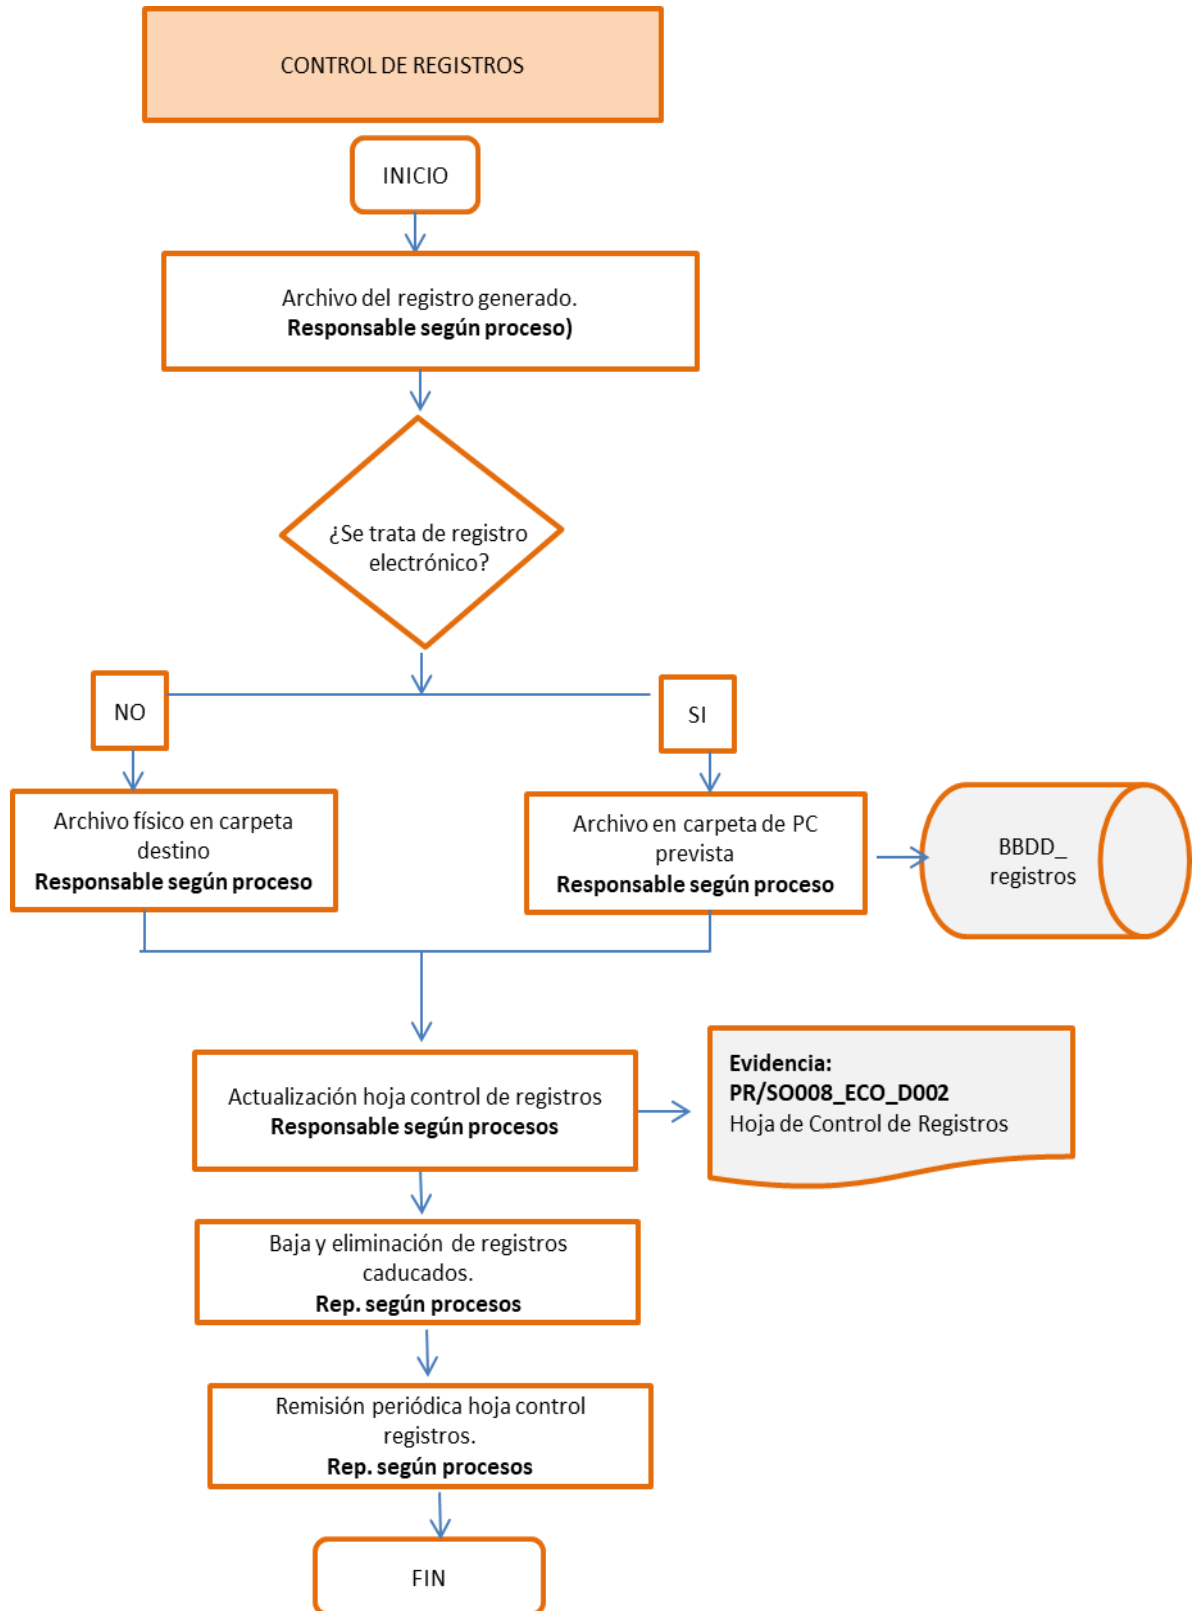 CONTROL DE REGISTROS
INICIO
Archivo del registro generado.
Responsable según proceso)
¿Se trata de registro
electrónico?
NO
SI
Archivo físico en carpeta
destino
Responsable según proceso
Archivo en carpeta de PC
prevista
Responsable según proceso
BBDD_
registros
Actualización hoja control de registros
Responsable según procesos
Evidencia:
PR/SO008_ECO_D002
Hoja de Control de Registros
Baja y eliminación de registros
caducados.
Rep. según procesos
Remisión periódica hoja control
registros.
Rep. según procesos
FIN